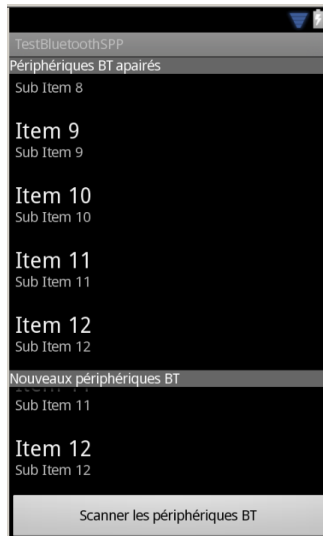 TestBluetoothSPP
Périphériques BT apairés
Sub Item 8
Item 9
Sub Item 9
Item 10
Sub Item 10
Item 11
Sub Item 11
Item 12
Sub Item 12
Nouveaux périphériques BT
Sub Item 11
Item 12
Sub Item 12
Scanner les périphériques BT